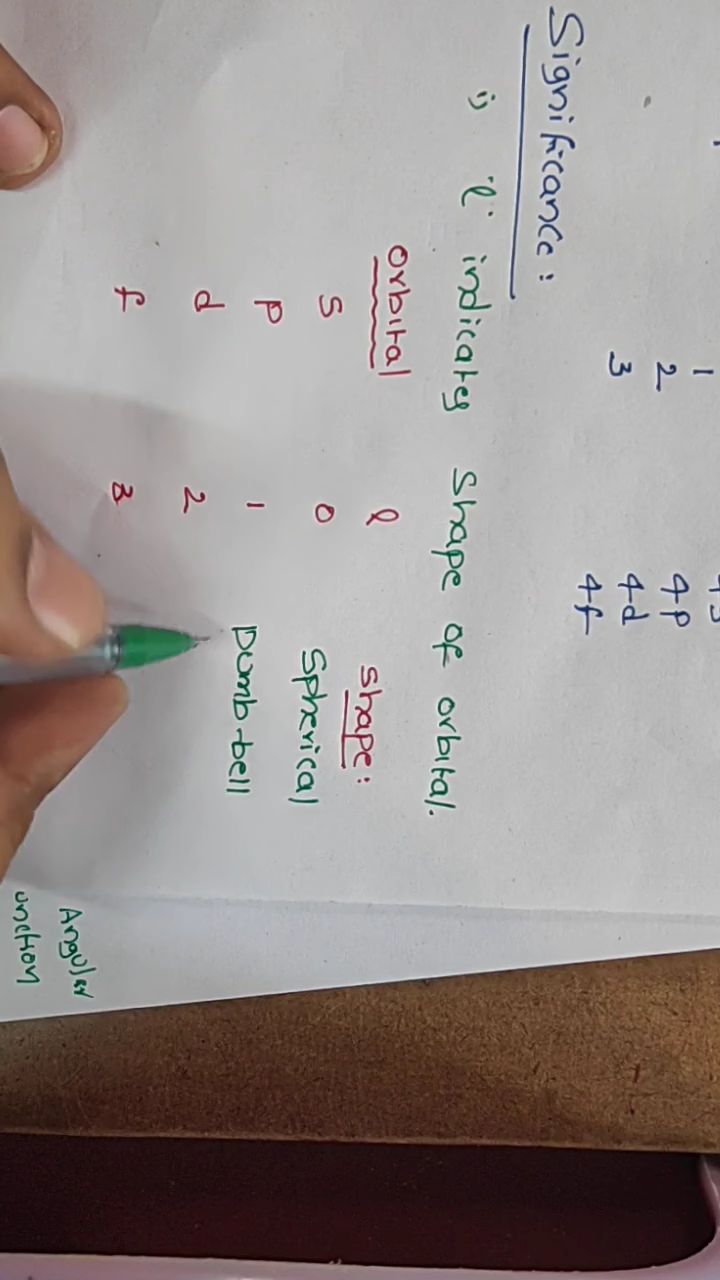 1 4p
2 4d
3 4f
Significance:
i) 'l' indicates shape of orbital.
orbital l shape:
s 0 Spherical
p 1 Dumb-bell
d 2
f 3
Angular
unction